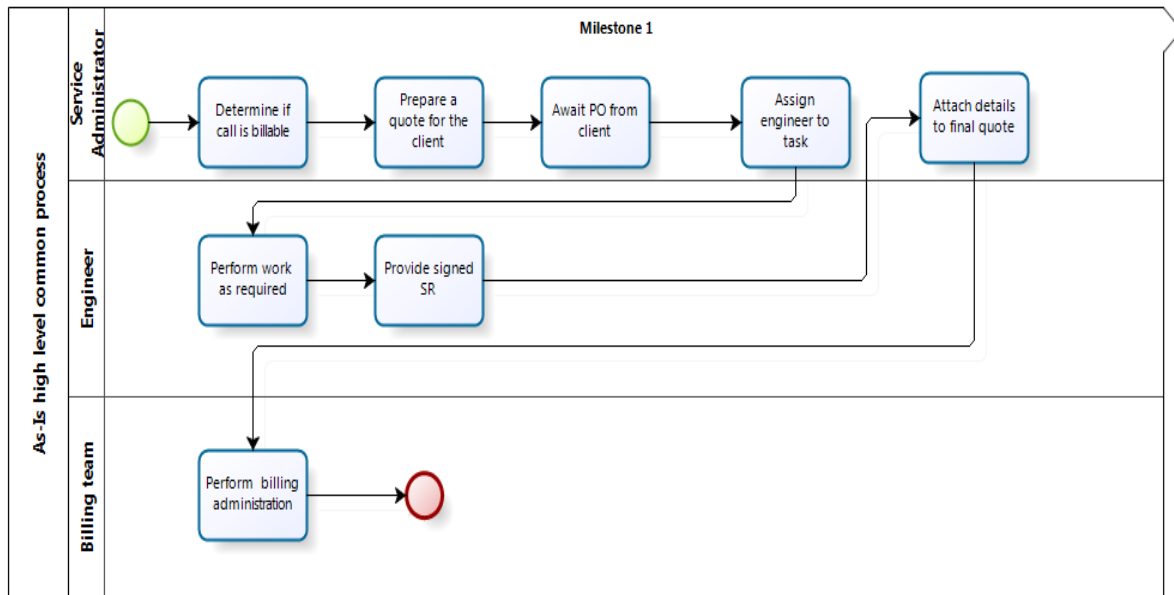 As-Is high level common process
Milestone 1
Service
Administrator
Determine if
call is billable
Prepare a
quote for the
client
Await PO from
client
Assign
engineer to
task
Attach details
to final quote
Engineer
Perform work
as required
Provide signed
SR
Billing team
Perform  billing
administration